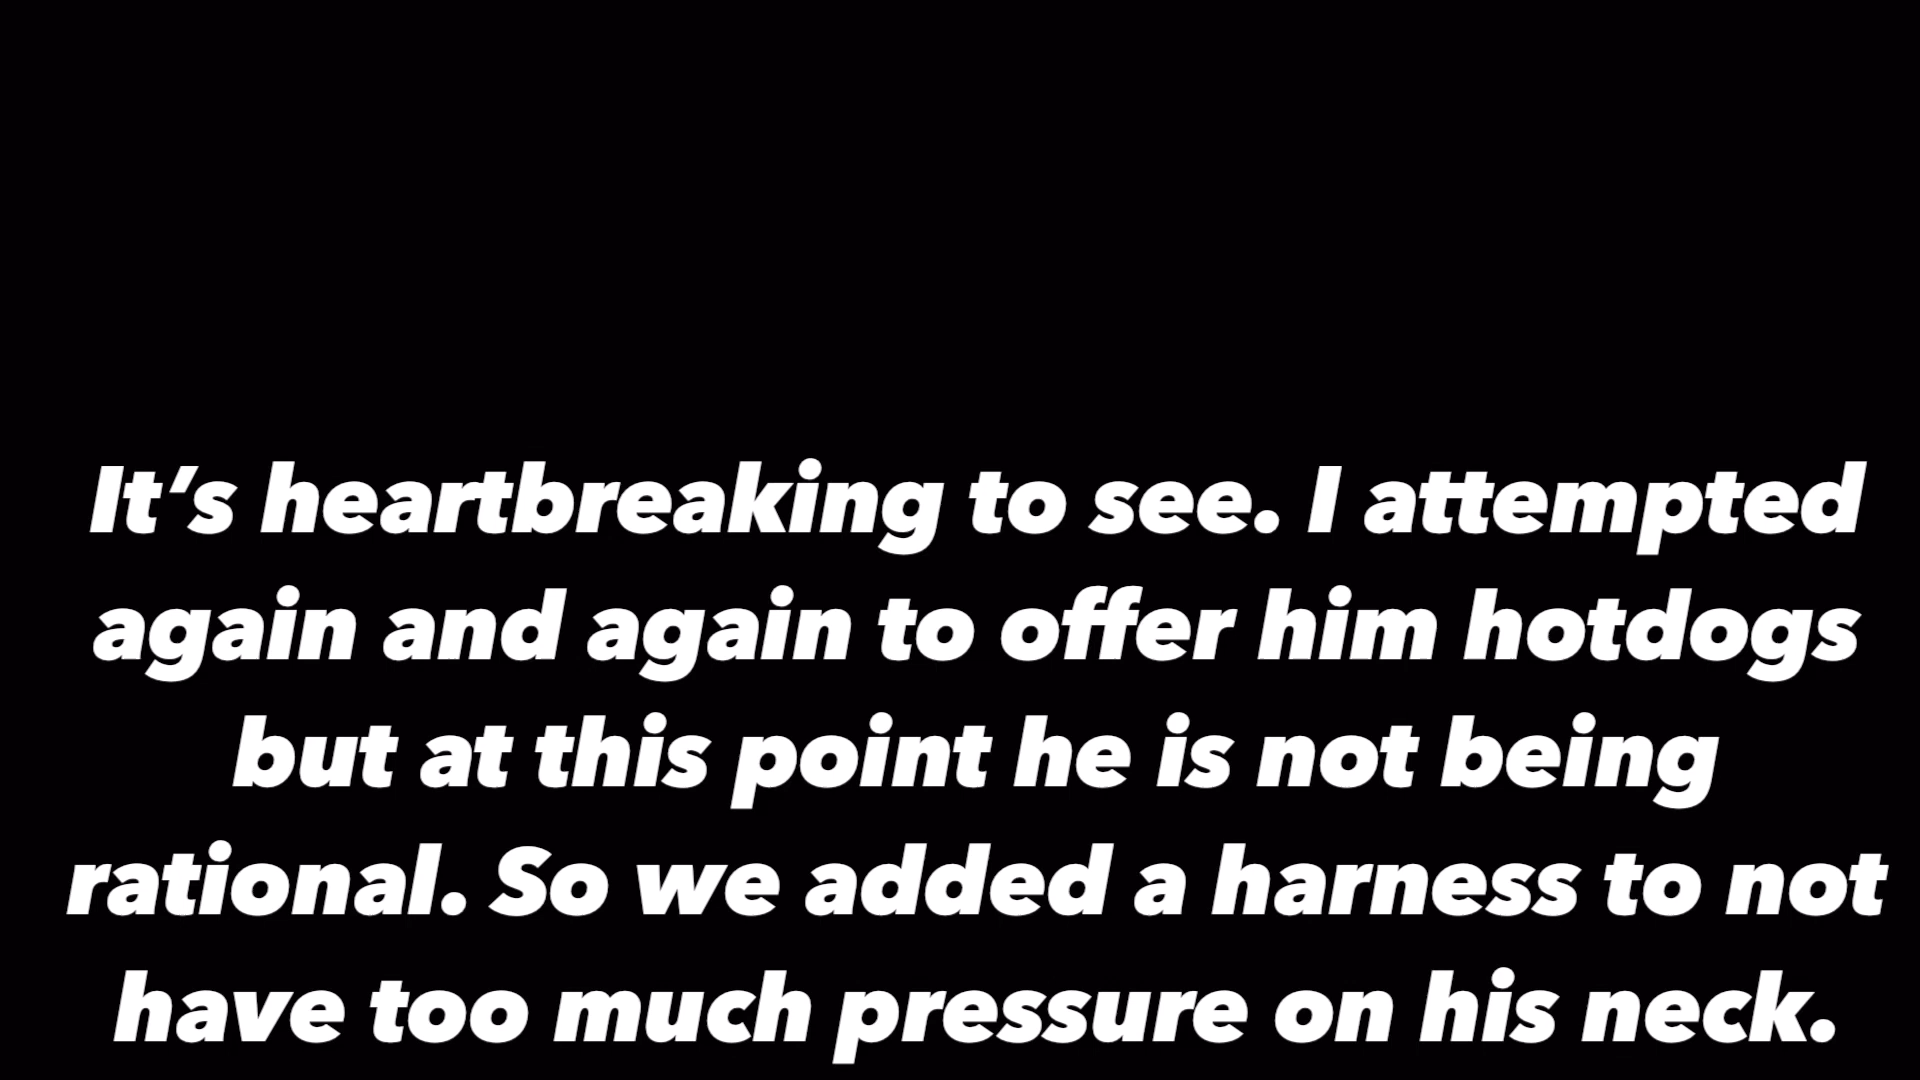 It’s heartbreaking to see. I attempted
again and again to offer him hotdogs
but at this point he is not being
rational. So we added a harness to not
have too much pressure on his neck.